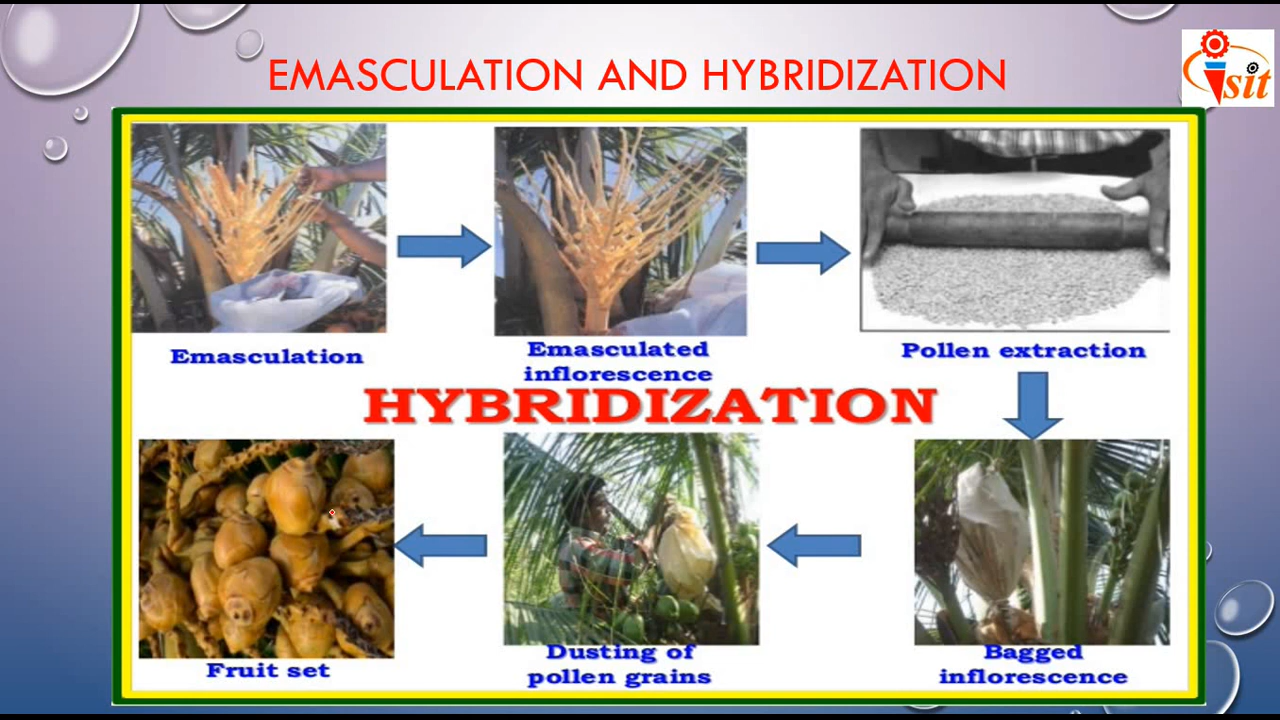 EMASCULATION AND HYBRIDIZATION
sit
Emasculation
Emasculated
inflorescence
Pollen extraction
HYBRIDIZATION
Fruit set
Dusting of
pollen grains
Bagged
inflorescence